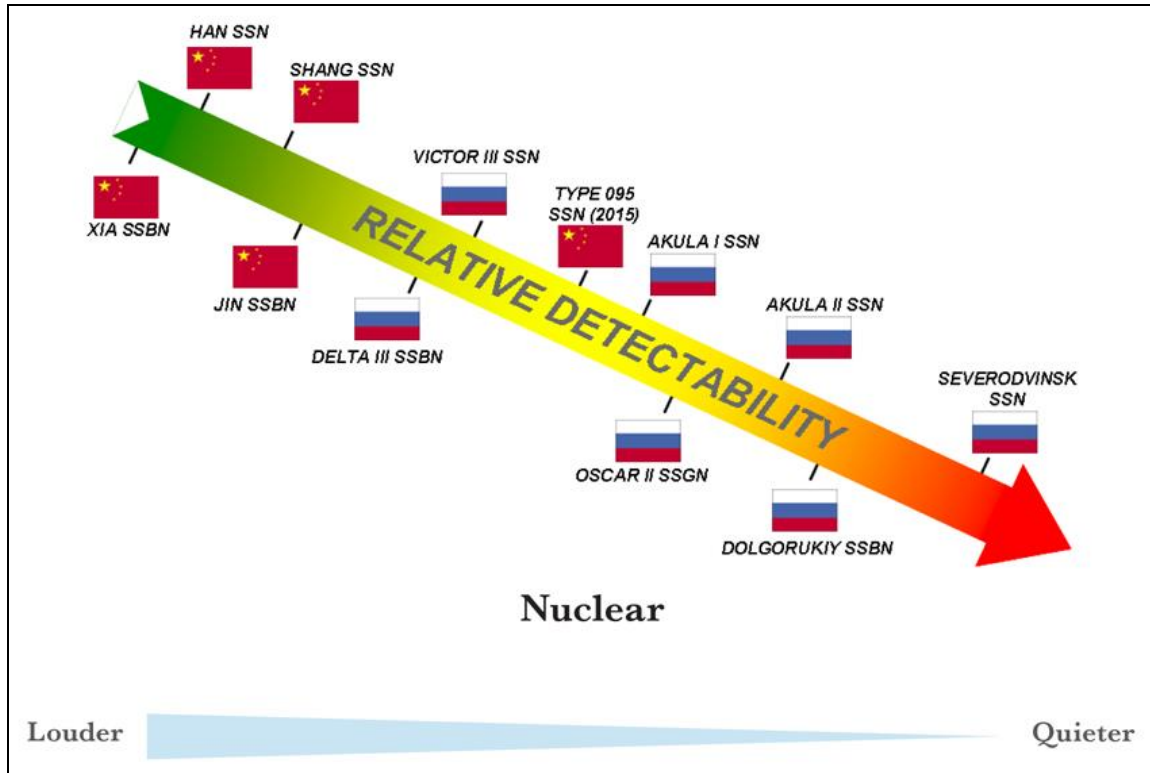 HAN SSN
SHANG SSN
XIA SSBN
VICTOR III SSN
TYPE 095
SSN (2015)
JIN SSBN
AKULA I SSN
DELTA III SSBN
RELATIVE DETECTABILITY
AKULA II SSN
SEVERODVINSK
SSN
OSCAR II SSGN
DOLGORUKIY SSBN
Nuclear
Louder
Quieter